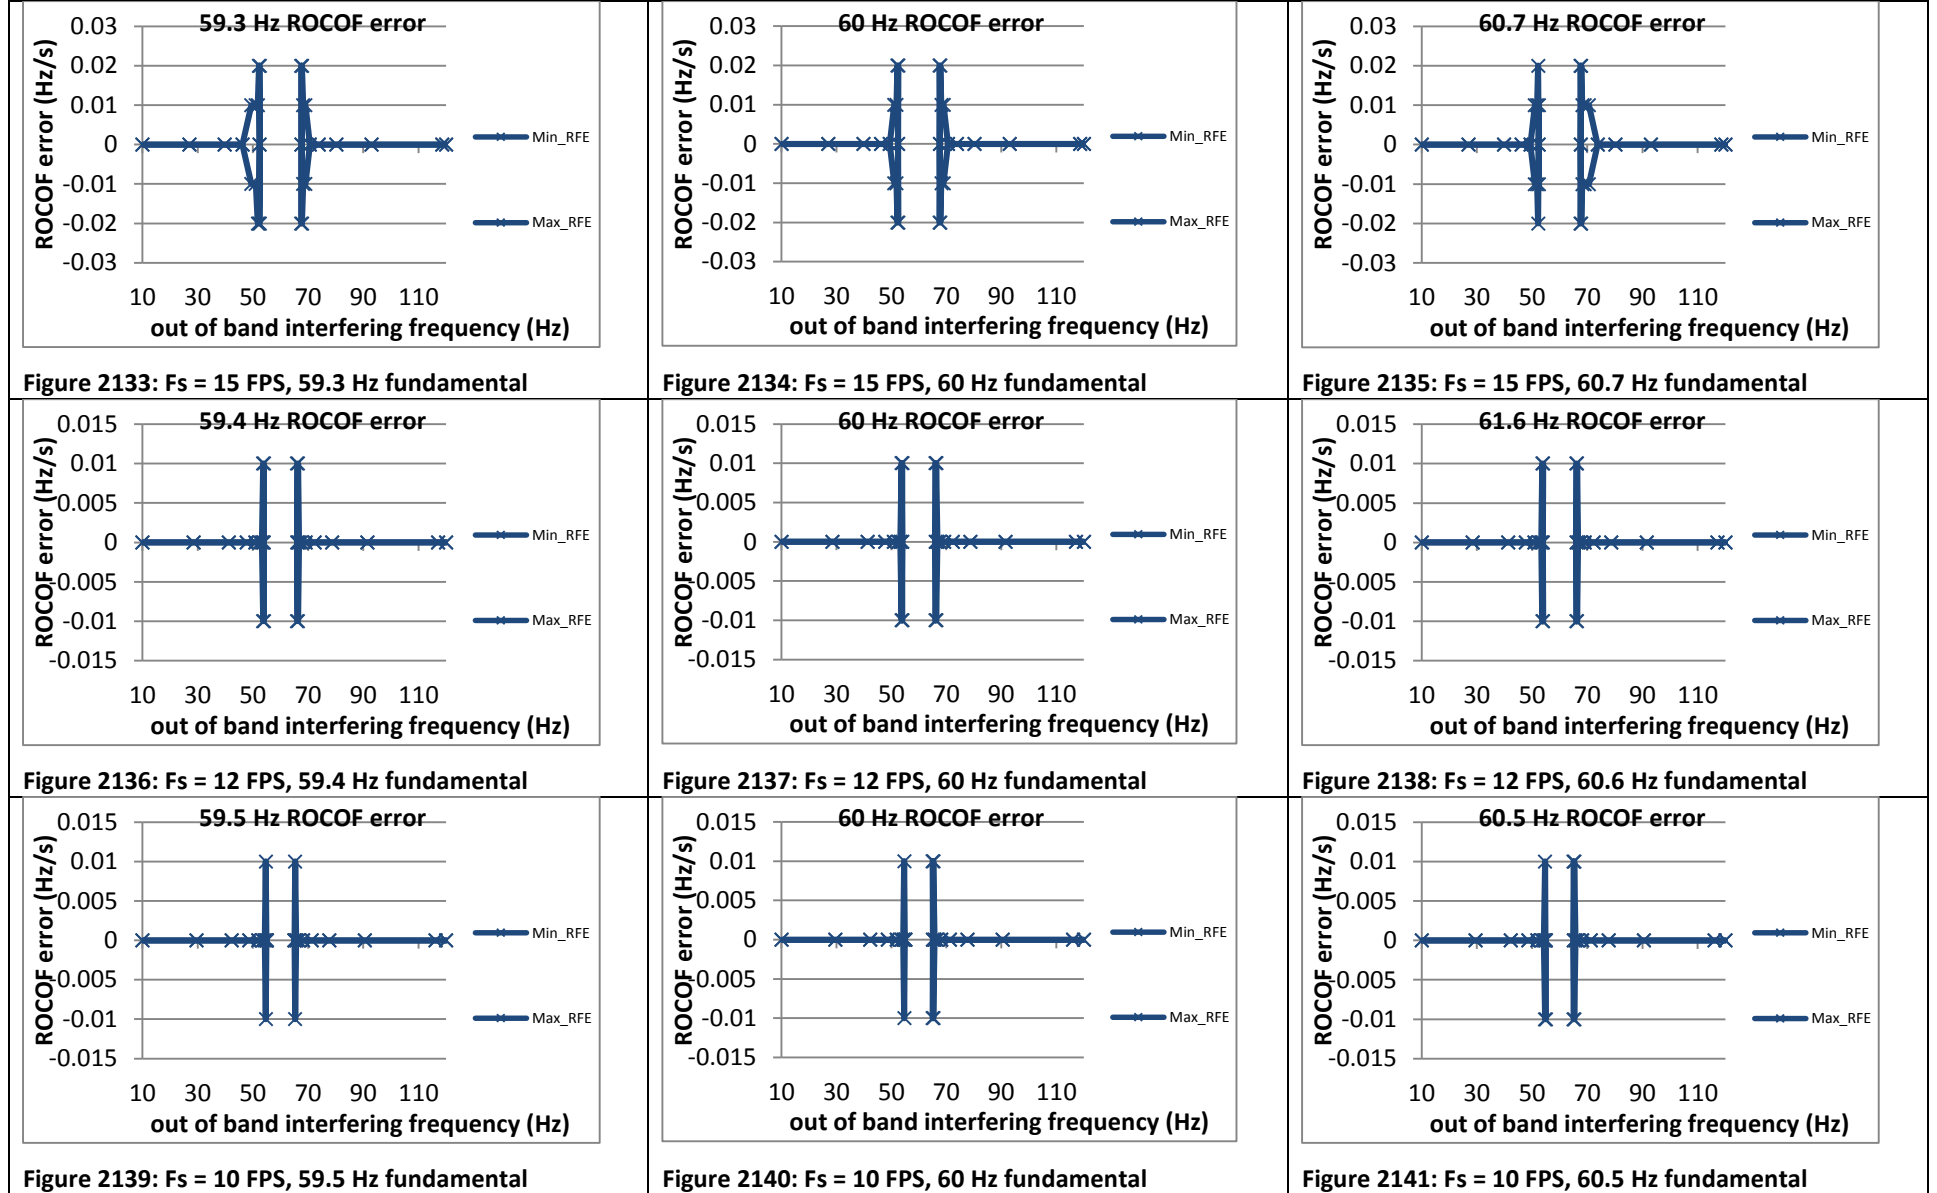 59.3 Hz ROCOF error
ROCOF error (Hz/s)
0.03
0.02
0.01
0
-0.01
-0.02
-0.03
10 30 50 70 90 110
out of band interfering frequency (Hz)
Min_RFE
Max_RFE
Figure 2133: Fs = 15 FPS, 59.3 Hz fundamental
60 Hz ROCOF error
ROCOF error (Hz/s)
0.03
0.02
0.01
0
-0.01
-0.02
-0.03
10 30 50 70 90 110
out of band interfering frequency (Hz)
Min_RFE
Max_RFE
Figure 2134: Fs = 15 FPS, 60 Hz fundamental
60.7 Hz ROCOF error
ROCOF error (Hz/s)
0.03
0.02
0.01
0
-0.01
-0.02
-0.03
10 30 50 70 90 110
out of band interfering frequency (Hz)
Min_RFE
Max_RFE
Figure 2135: Fs = 15 FPS, 60.7 Hz fundamental
59.4 Hz ROCOF error
ROCOF error (Hz/s)
0.015
0.01
0.005
0
-0.005
-0.01
-0.015
10 30 50 70 90 110
out of band interfering frequency (Hz)
Min_RFE
Max_RFE
Figure 2136: Fs = 12 FPS, 59.4 Hz fundamental
60 Hz ROCOF error
ROCOF error (Hz/s)
0.015
0.01
0.005
0
-0.005
-0.01
-0.015
10 30 50 70 90 110
out of band interfering frequency (Hz)
Min_RFE
Max_RFE
Figure 2137: Fs = 12 FPS, 60 Hz fundamental
61.6 Hz ROCOF error
ROCOF error (Hz/s)
0.015
0.01
0.005
0
-0.005
-0.01
-0.015
10 30 50 70 90 110
out of band interfering frequency (Hz)
Min_RFE
Max_RFE
Figure 2138: Fs = 12 FPS, 60.6 Hz fundamental
59.5 Hz ROCOF error
ROCOF error (Hz/s)
0.015
0.01
0.005
0
-0.005
-0.01
-0.015
10 30 50 70 90 110
out of band interfering frequency (Hz)
Min_RFE
Max_RFE
Figure 2139: Fs = 10 FPS, 59.5 Hz fundamental
60 Hz ROCOF error
ROCOF error (Hz/s)
0.015
0.01
0.005
0
-0.005
-0.01
-0.015
10 30 50 70 90 110
out of band interfering frequency (Hz)
Min_RFE
Max_RFE
Figure 2140: Fs = 10 FPS, 60 Hz fundamental
60.5 Hz ROCOF error
ROCOF error (Hz/s)
0.015
0.01
0.005
0
-0.005
-0.01
-0.015
10 30 50 70 90 110
out of band interfering frequency (Hz)
Min_RFE
Max_RFE
Figure 2141: Fs = 10 FPS, 60.5 Hz fundamental